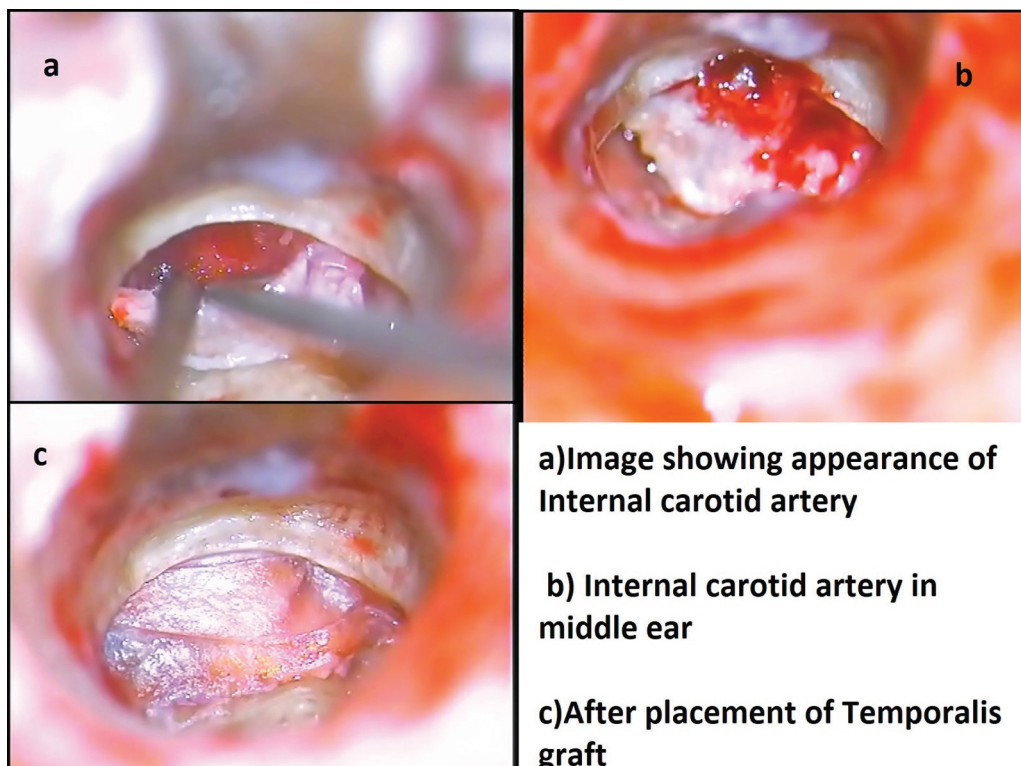 a
b
c
a)Image showing appearance of
Internal carotid artery
b) Internal carotid artery in
middle ear
c)After placement of Temporalis
graft